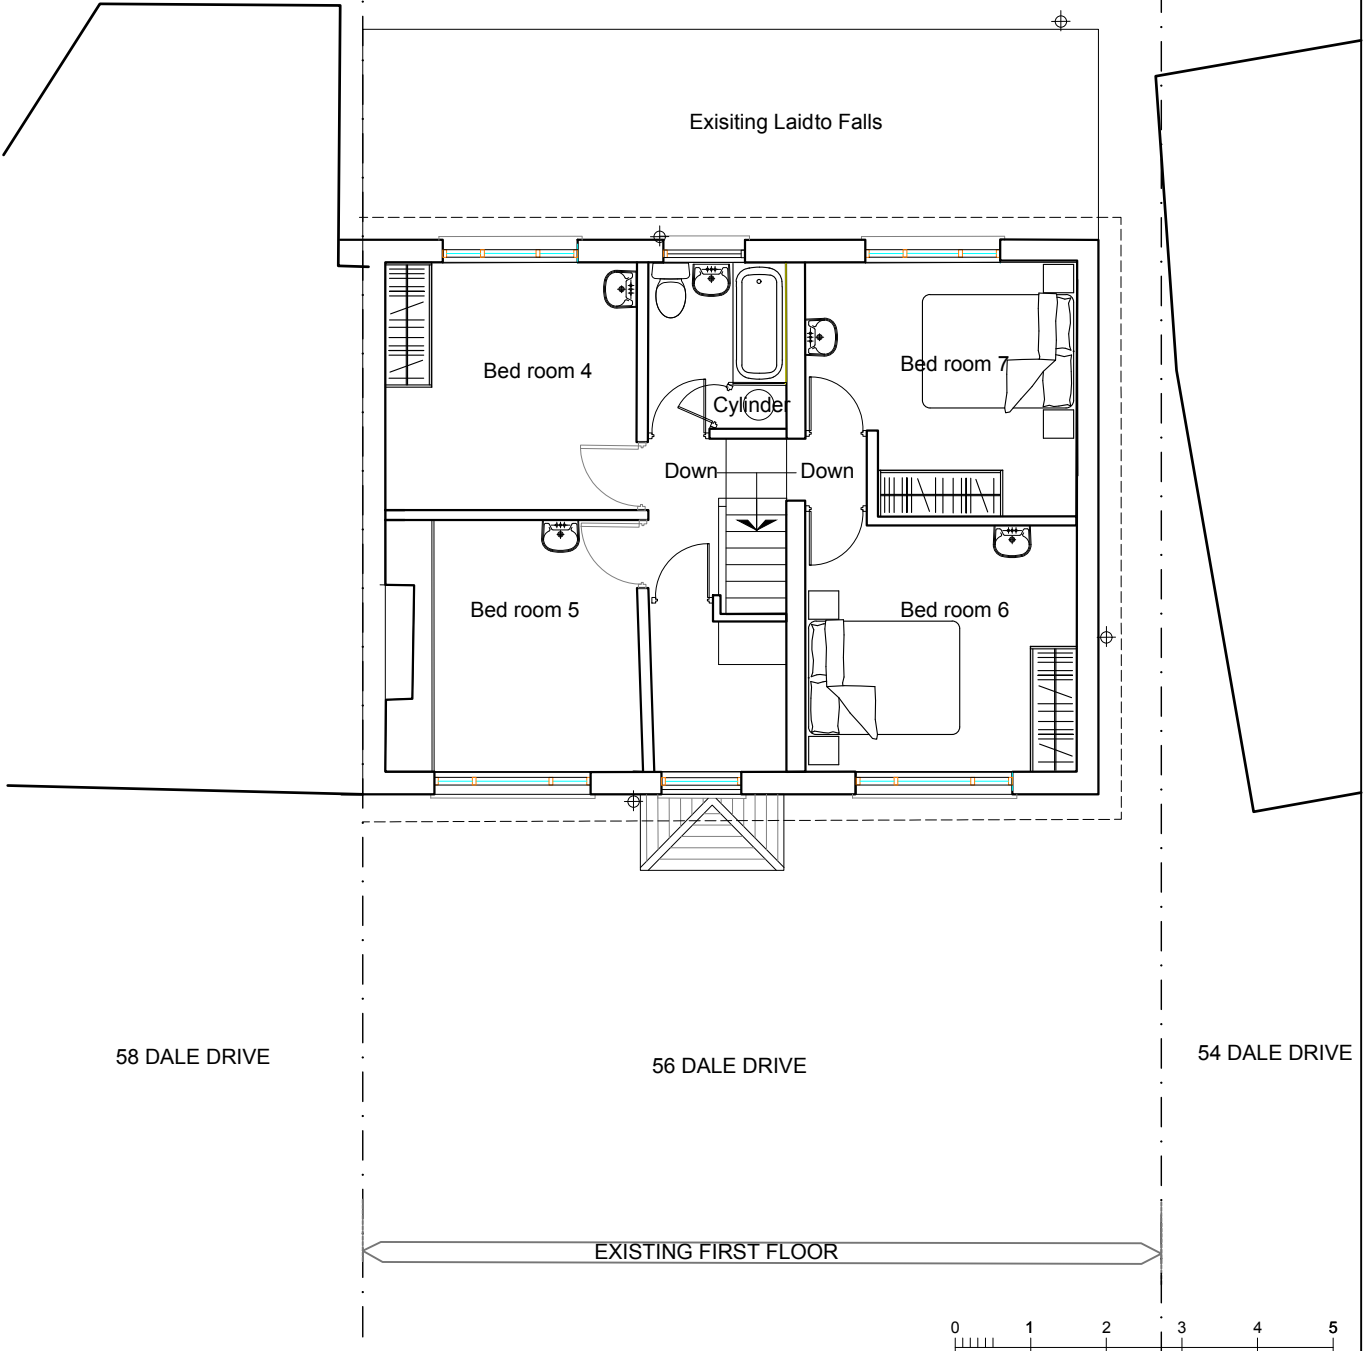 Exisiting Laidto Falls
Bed room 4
Bed room 7
Cylinder
Down
Down
Bed room 5
Bed room 6
58 DALE DRIVE
56 DALE DRIVE
54 DALE DRIVE
EXISTING FIRST FLOOR
0 1 2 3 4 5